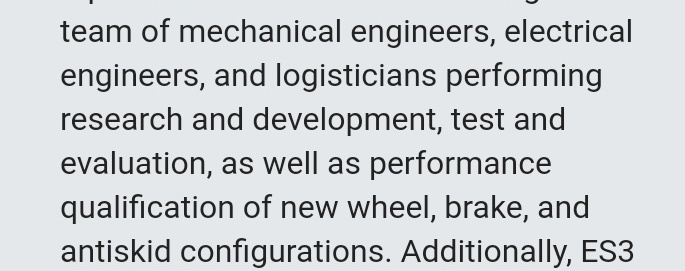 team of mechanical engineers, electrical
engineers, and logisticians performing
research and development, test and
evaluation, as well as performance
qualification of new wheel, brake, and
antiskid configurations. Additionally, ES3